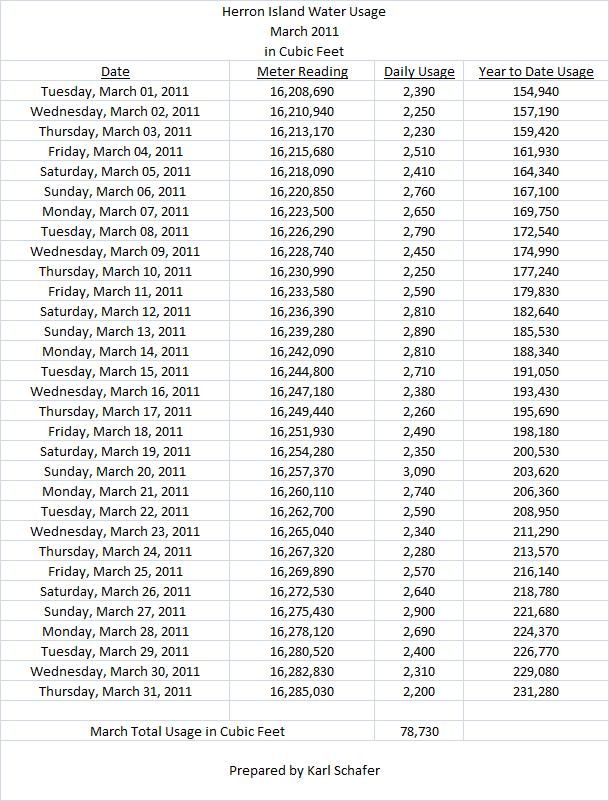 Herron Island Water Usage
March 2011
in Cubic Feet
Date Meter Reading Daily Usage Year to Date Usage
Tuesday, March 01, 2011 16,208,690 2,390 154,940
Wednesday, March 02, 2011 16,210,940 2,250 157,190
Thursday, March 03, 2011 16,213,170 2,230 159,420
Friday, March 04, 2011 16,215,680 2,510 161,930
Saturday, March 05, 2011 16,218,090 2,410 164,340
Sunday, March 06, 2011 16,220,850 2,760 167,100
Monday, March 07, 2011 16,223,500 2,650 169,750
Tuesday, March 08, 2011 16,226,290 2,790 172,540
Wednesday, March 09, 2011 16,228,740 2,450 174,990
Thursday, March 10, 2011 16,230,990 2,250 177,240
Friday, March 11, 2011 16,233,580 2,590 179,830
Saturday, March 12, 2011 16,236,390 2,810 182,640
Sunday, March 13, 2011 16,239,280 2,890 185,530
Monday, March 14, 2011 16,242,090 2,810 188,340
Tuesday, March 15, 2011 16,244,800 2,710 191,050
Wednesday, March 16, 2011 16,247,180 2,380 193,430
Thursday, March 17, 2011 16,249,440 2,260 195,690
Friday, March 18, 2011 16,251,930 2,490 198,180
Saturday, March 19, 2011 16,254,280 2,350 200,530
Sunday, March 20, 2011 16,257,370 3,090 203,620
Monday, March 21, 2011 16,260,110 2,740 206,360
Tuesday, March 22, 2011 16,262,700 2,590 208,950
Wednesday, March 23, 2011 16,265,040 2,340 211,290
Thursday, March 24, 2011 16,267,320 2,280 213,570
Friday, March 25, 2011 16,269,890 2,570 216,140
Saturday, March 26, 2011 16,272,530 2,640 218,780
Sunday, March 27, 2011 16,275,430 2,900 221,680
Monday, March 28, 2011 16,278,120 2,690 224,370
Tuesday, March 29, 2011 16,280,520 2,400 226,770
Wednesday, March 30, 2011 16,282,830 2,310 229,080
Thursday, March 31, 2011 16,285,030 2,200 231,280
March Total Usage in Cubic Feet 78,730
Prepared by Karl Schafer